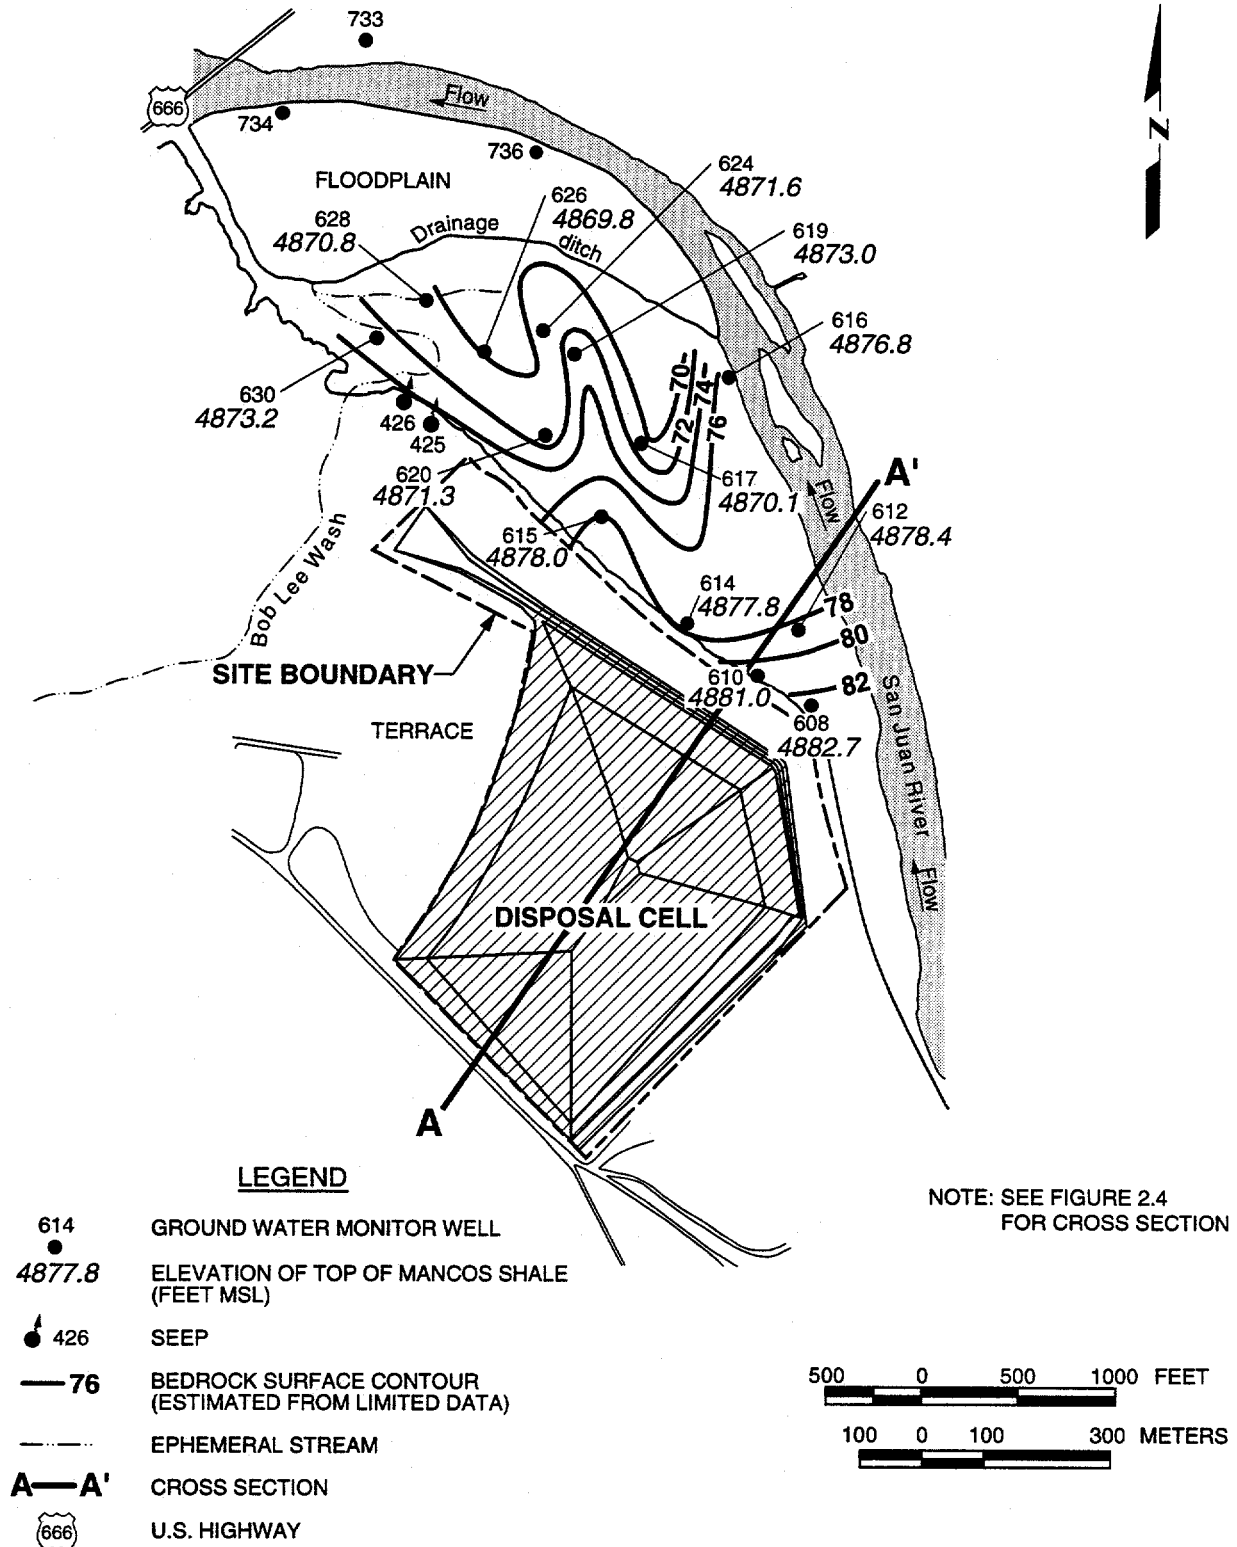 733
666
Flow
734
736
FLOODPLAIN
624
4871.6
626
4869.8
628
4870.8
Drainage
ditch
619
4873.0
616
4876.8
N
630
4873.2
426
425
70
72
74
76
620
4871.3
617
4870.1
A'
Flow
612
4878.4
615
4878.0
Bob Lee Wash
614
4877.8
78
80
82
SITE BOUNDARY
610
4881.0
608
4882.7
TERRACE
San Juan River
Flow
DISPOSAL CELL
A
LEGEND
614
GROUND WATER MONITOR WELL
4877.8
ELEVATION OF TOP OF MANCOS SHALE
(FEET MSL)
426
SEEP
76
BEDROCK SURFACE CONTOUR
(ESTIMATED FROM LIMITED DATA)
EPHEMERAL STREAM
A A'
CROSS SECTION
666
U.S. HIGHWAY
NOTE: SEE FIGURE 2.4
FOR CROSS SECTION
500 0 500 1000 FEET
100 0 100 300 METERS